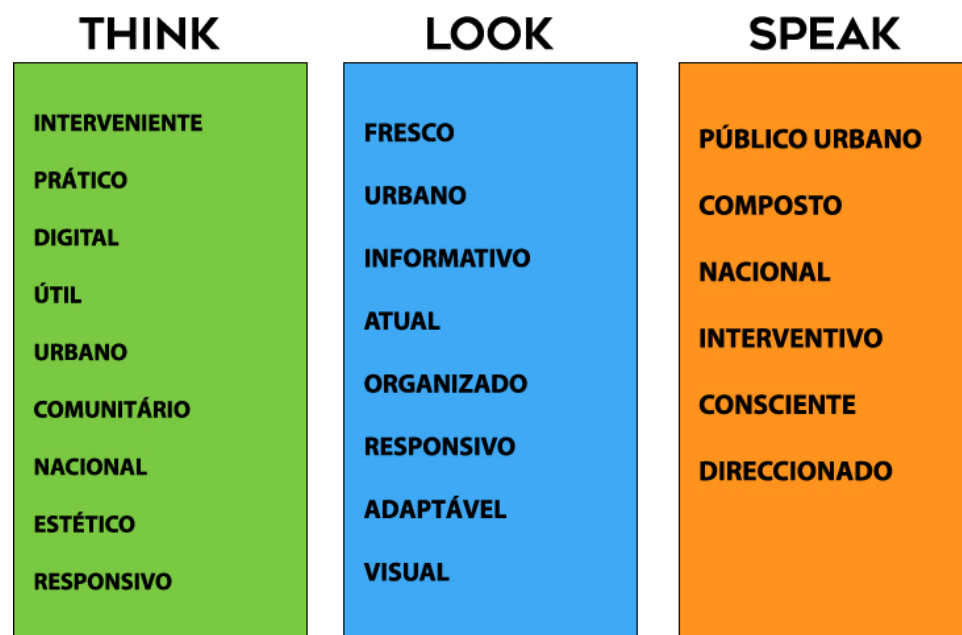 THINK
INTERVENIENTE
PRÁTICO
DIGITAL
ÚTIL
URBANO
COMUNITÁRIO
NACIONAL
ESTÉTICO
RESPONSIVO
LOOK
FRESCO
URBANO
INFORMATIVO
ATUAL
ORGANIZADO
RESPONSIVO
ADAPTÁVEL
VISUAL
SPEAK
PÚBLICO URBANO
COMPOSTO
NACIONAL
INTERVENTIVO
CONSCIENTE
DIRECCIONADO